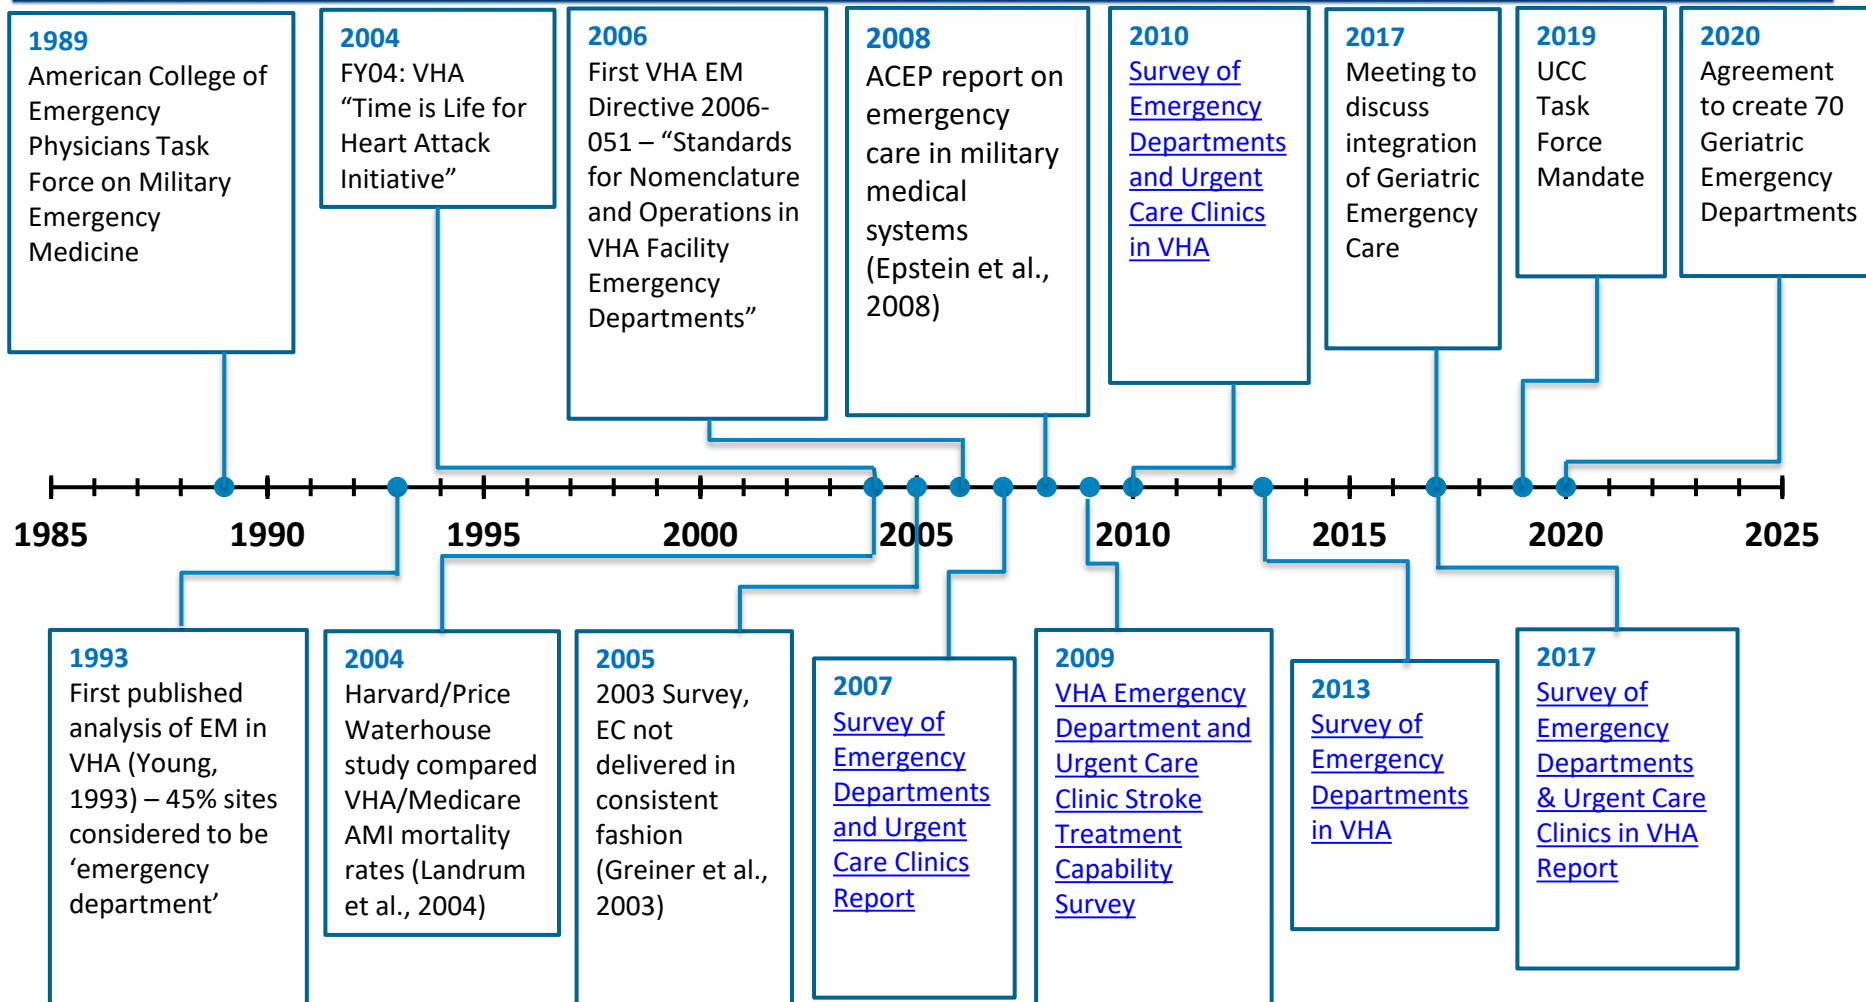 1989
American College of
Emergency
Physicians Task
Force on Military
Emergency
Medicine
2004
FY04: VHA
“Time is Life for
Heart Attack
Initiative”
2006
First VHA EM
Directive 2006-
051 – “Standards
for Nomenclature
and Operations in
VHA Facility
Emergency
Departments”
2008
ACEP report on
emergency
care in military
medical
systems
(Epstein et al.,
2008)
2010
Survey of
Emergency
Departments
and Urgent
Care Clinics
in VHA
2017
Meeting to
discuss
integration
of Geriatric
Emergency
Care
2019
UCC
Task
Force
Mandate
2020
Agreement
to create 70
Geriatric
Emergency
Departments
1985 1990 1995 2000 2005 2010 2015 2020 2025
1993
First published
analysis of EM in
VHA (Young,
1993) – 45% sites
considered to be
‘emergency
department’
2004
Harvard/Price
Waterhouse
study compared
VHA/Medicare
AMI mortality
rates (Landrum
et al., 2004)
2005
2003 Survey,
EC not
delivered in
consistent
fashion
(Greiner et al.,
2003)
2007
Survey of
Emergency
Departments
and Urgent
Care Clinics
Report
2009
VHA Emergency
Department and
Urgent Care
Clinic Stroke
Treatment
Capability
Survey
2013
Survey of
Emergency
Departments
in VHA
2017
Survey of
Emergency
Departments
& Urgent Care
Clinics in VHA
Report